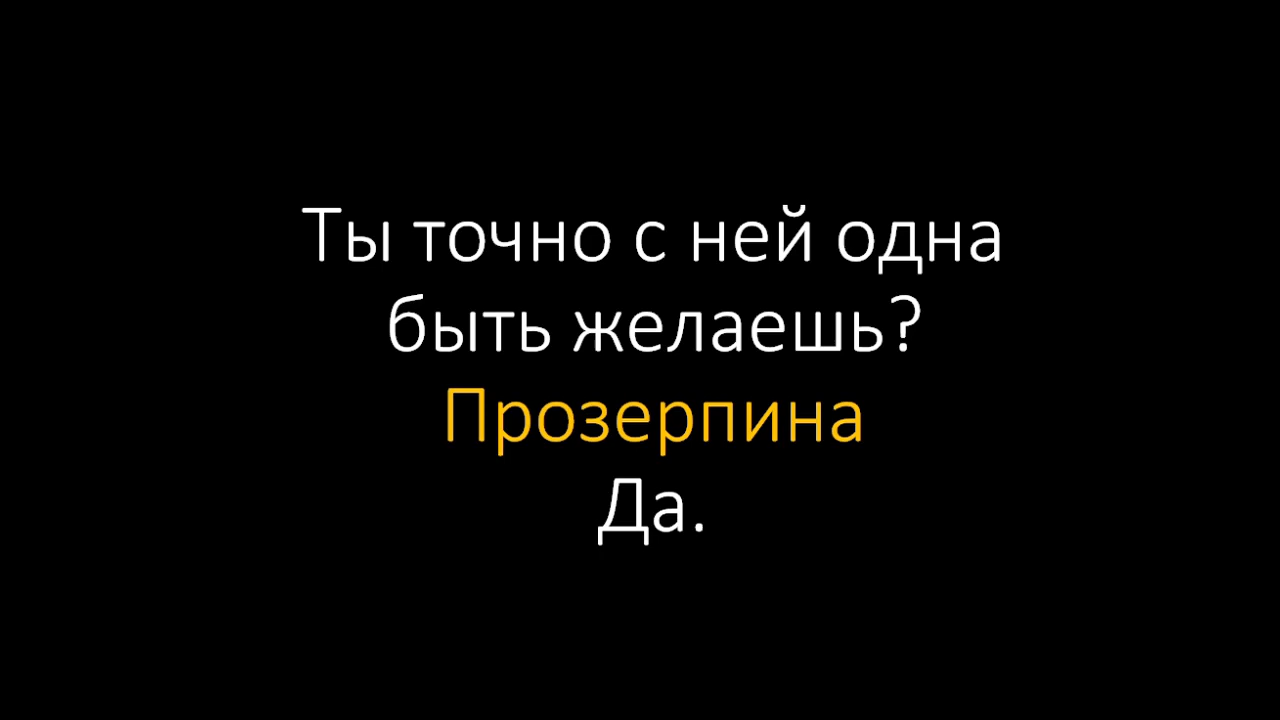 Ты точно с ней одна
быть желаешь?
Прозерпина
Да.